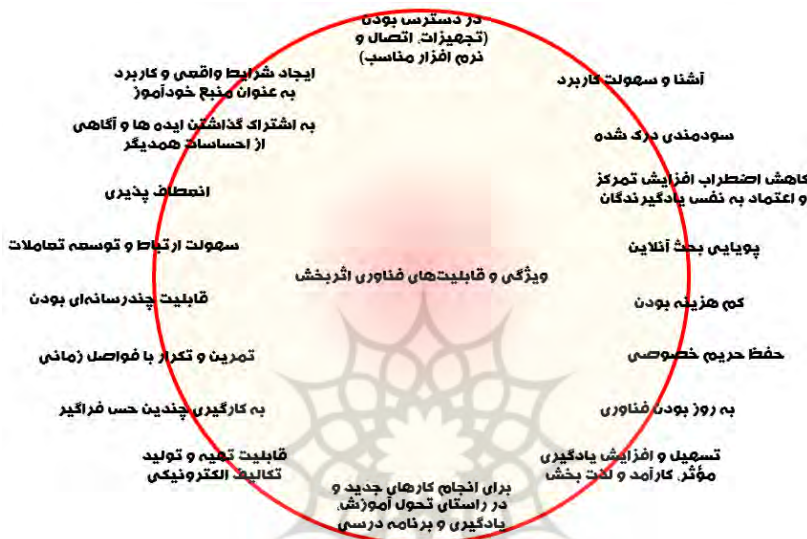 در دسترس بودن
(تجهیزات، اتصال و
نرم افزار مناسب)
آشنا و سهولت کاربرد
سودمندی درک شده
کاهش اضطراب افزایش تمرکز
و اعتماد به نفس یادگیرندگان
پویایی بحث آنلاین
کم هزینه بودن
حفظ حریم خصوصی
به روز بودن فناوری
تسهیل و افزایش یادگیری
مؤثر، کارآمد و لذت بخش
برای انجام کارهای جدید و
در راستای تحول آموزش،
یادگیری و برنامه درسی
ایجاد شرایط واقعی و کاربرد
به عنوان منبع خودآموز
به اشتراک گذاشتن ایده ها و آگاهی
از احساسات همدیگر
انعطاف پذیری
سهولت ارتباط و توسعه تعاملات
قابلیت چندرسانه‌ای بودن
تمرین و تکرار با فواصل زمانی
به کارگیری چندین حس فراگیر
قابلیت تهیه و تولید
تکالیف الکترونیکی
ویژگی و قابلیت‌های فناوری اثربخش